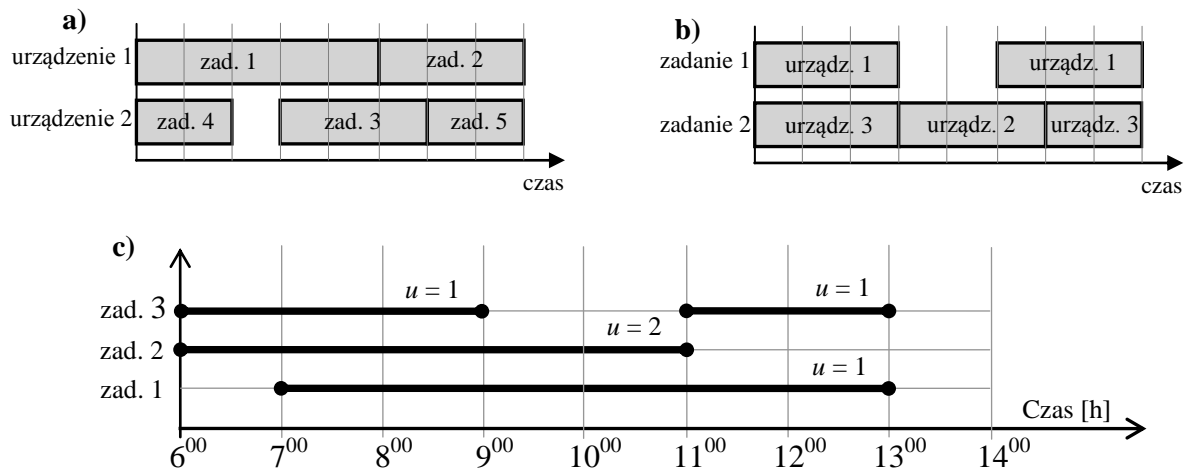 a)
urządzenie 1 zad. 1 zad. 2
urządzenie 2 zad. 4 zad. 3 zad. 5
czas
b)
zadanie 1 urządz. 1 urządz. 1
zadanie 2 urządz. 3 urządz. 2 urządz. 3
czas
c)
zad. 3 u = 1 u = 1
zad. 2 u = 2
zad. 1 u = 1
Czas [h]
6⁰⁰ 7⁰⁰ 8⁰⁰ 9⁰⁰ 10⁰⁰ 11⁰⁰ 12⁰⁰ 13⁰⁰ 14⁰⁰